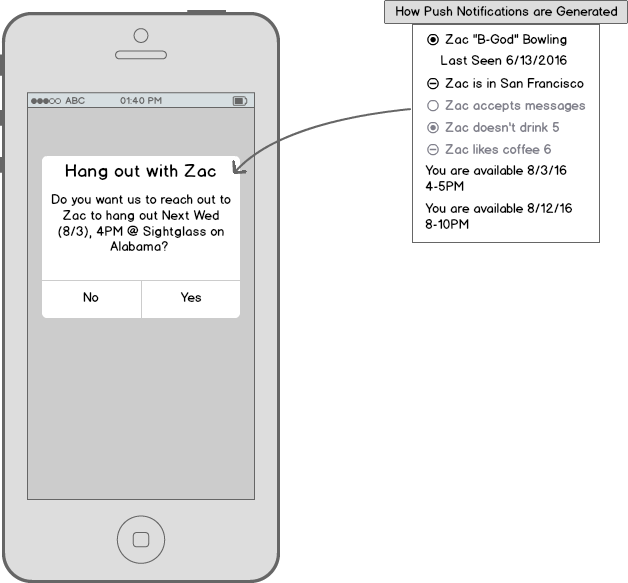 How Push Notifications are Generated
Zac "B-God" Bowling
Last Seen 6/13/2016
Zac is in San Francisco
Zac accepts messages
Zac doesn't drink 5
Zac likes coffee 6
You are available 8/3/16
4-5PM
You are available 8/12/16
8-10PM
ABC
01:40 PM
Hang out with Zac
Do you want us to reach out to
Zac to hang out Next Wed
(8/3), 4PM @ Sightglass on
Alabama?
No
Yes